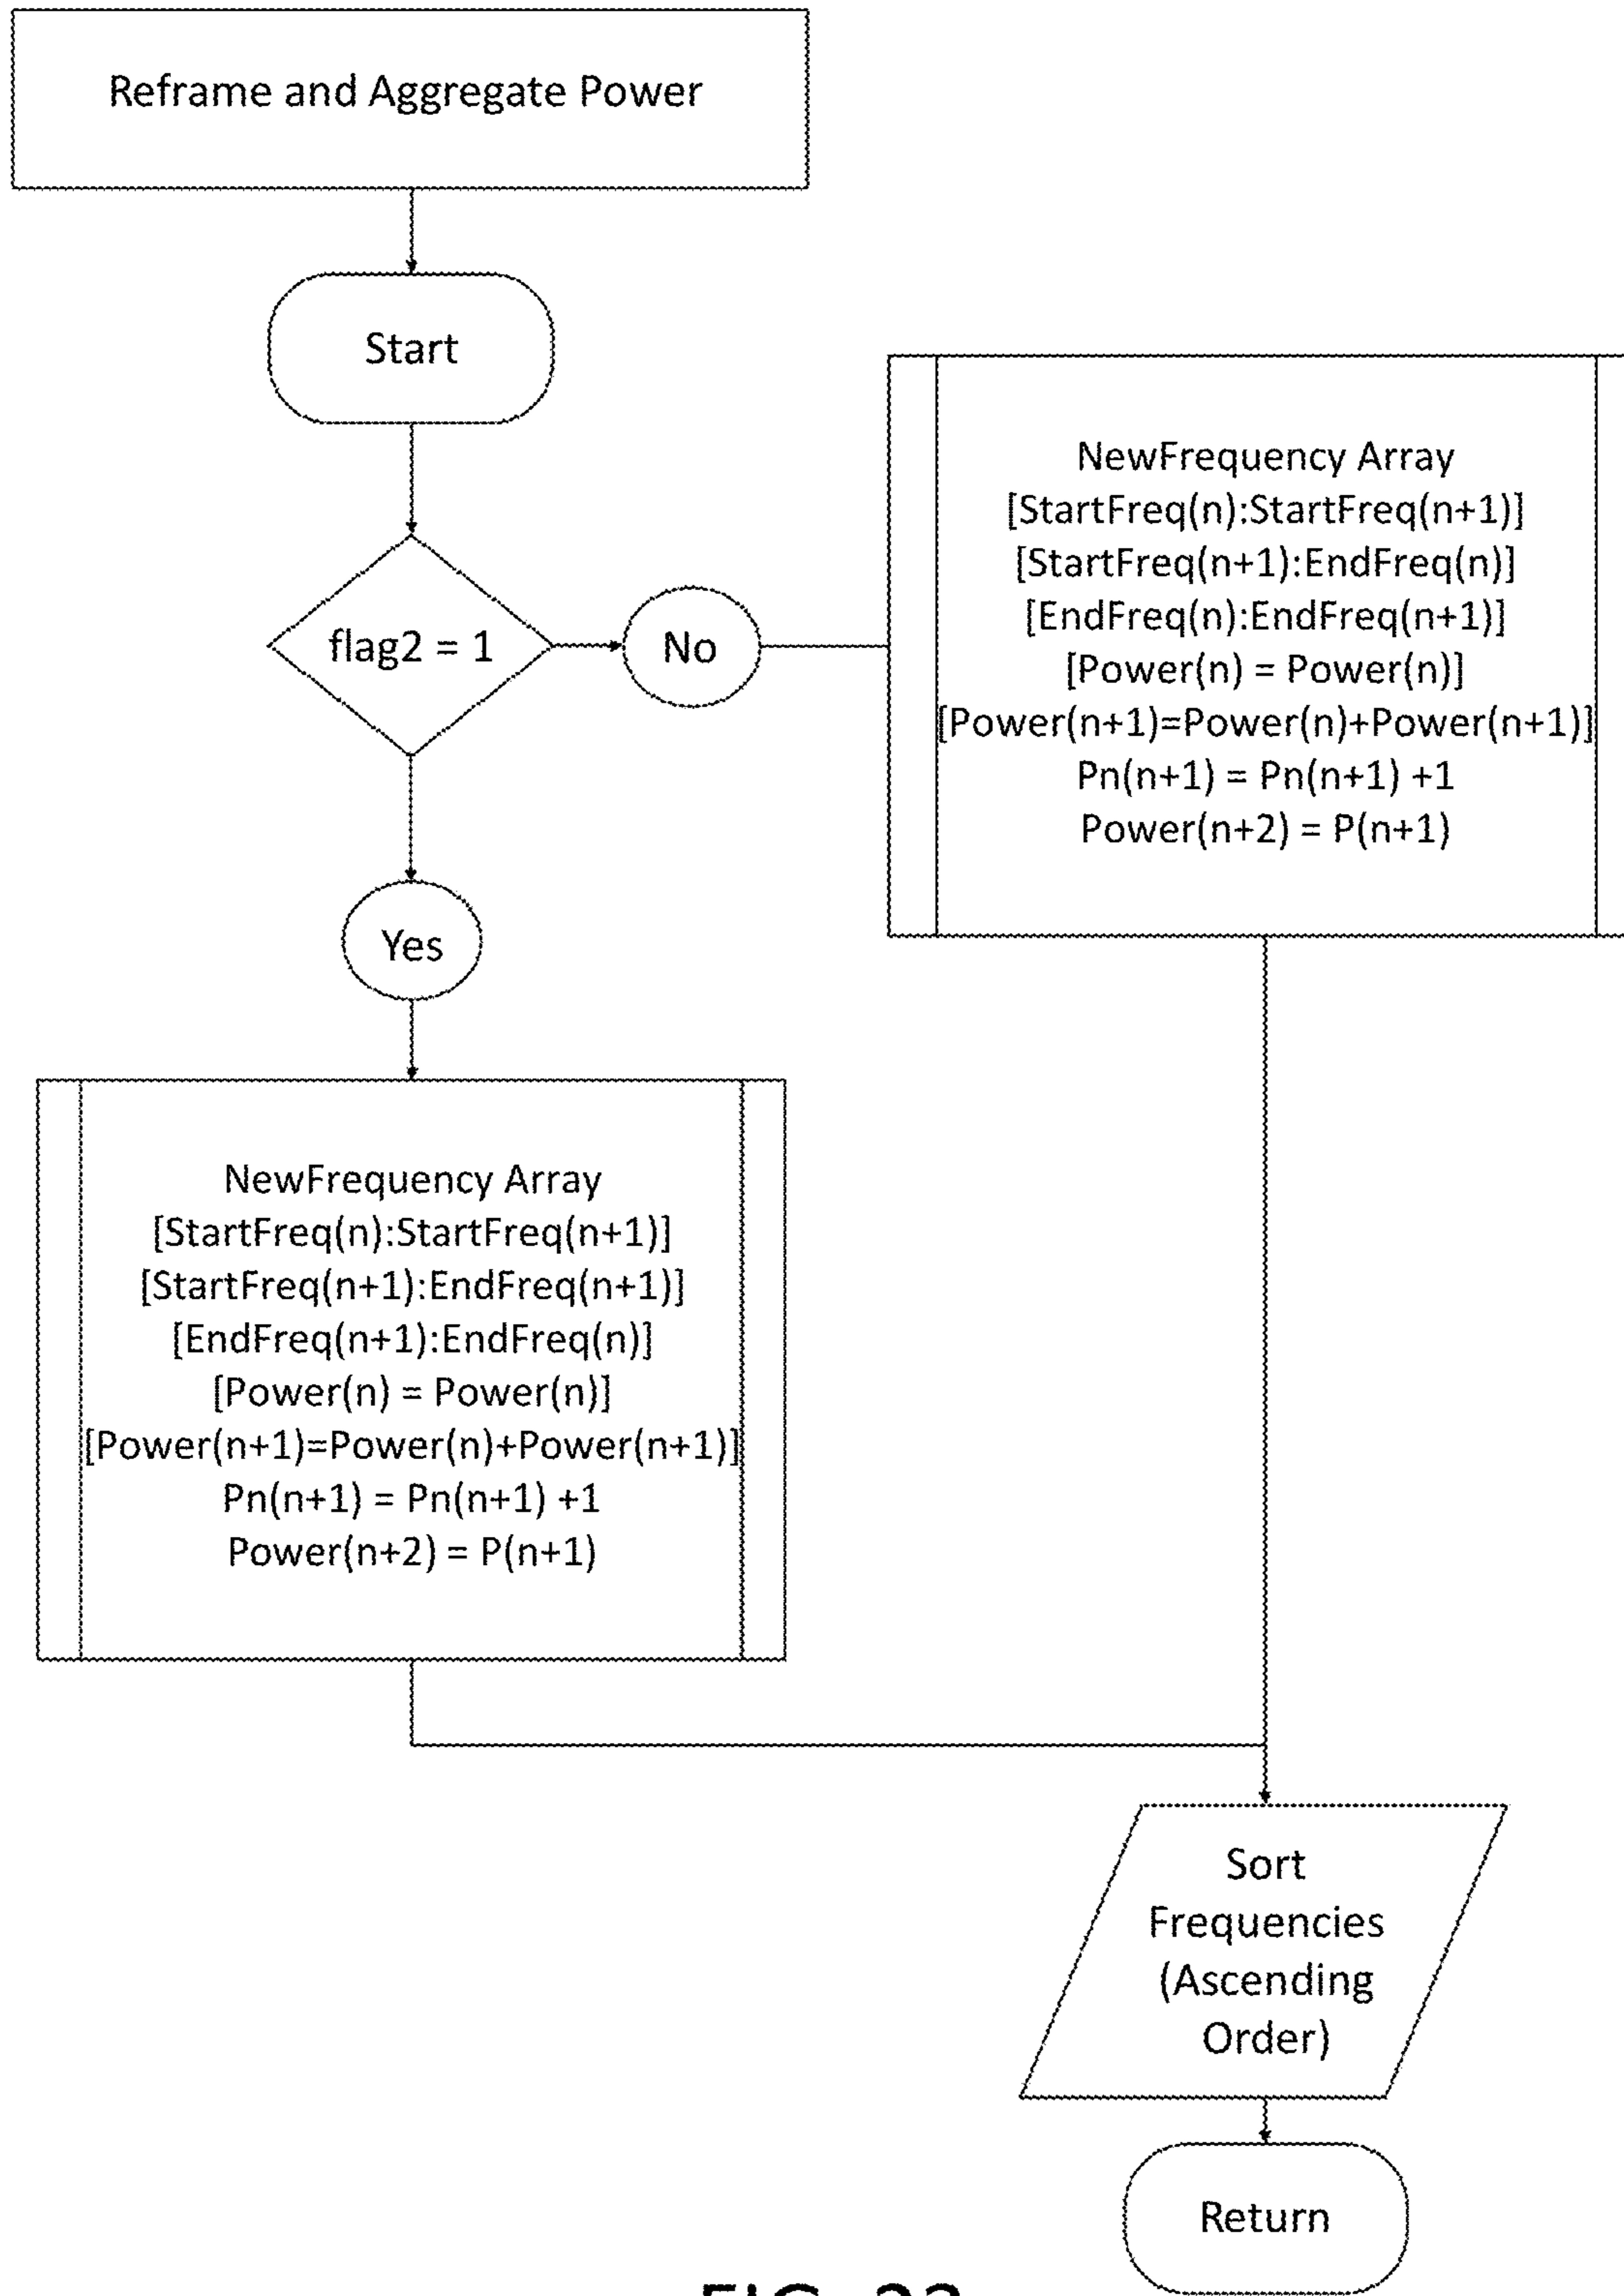 Reframe and Aggregate Power
Start
flag2 = 1
No
NewFrequency Array
[StartFreq(n):StartFreq(n+1)]
[StartFreq(n+1):EndFreq(n)]
[EndFreq(n):EndFreq(n+1)]
[Power(n) = Power(n)]
[Power(n+1)=Power(n)+Power(n+1)]
Pn(n+1) = Pn(n+1) +1
Power(n+2) = P(n+1)
Yes
NewFrequency Array
[StartFreq(n):StartFreq(n+1)]
[StartFreq(n+1):EndFreq(n+1)]
[EndFreq(n+1):EndFreq(n)]
[Power(n) = Power(n)]
[Power(n+1)=Power(n)+Power(n+1)]
Pn(n+1) = Pn(n+1) +1
Power(n+2) = P(n+1)
Sort
Frequencies
(Ascending
Order)
Return